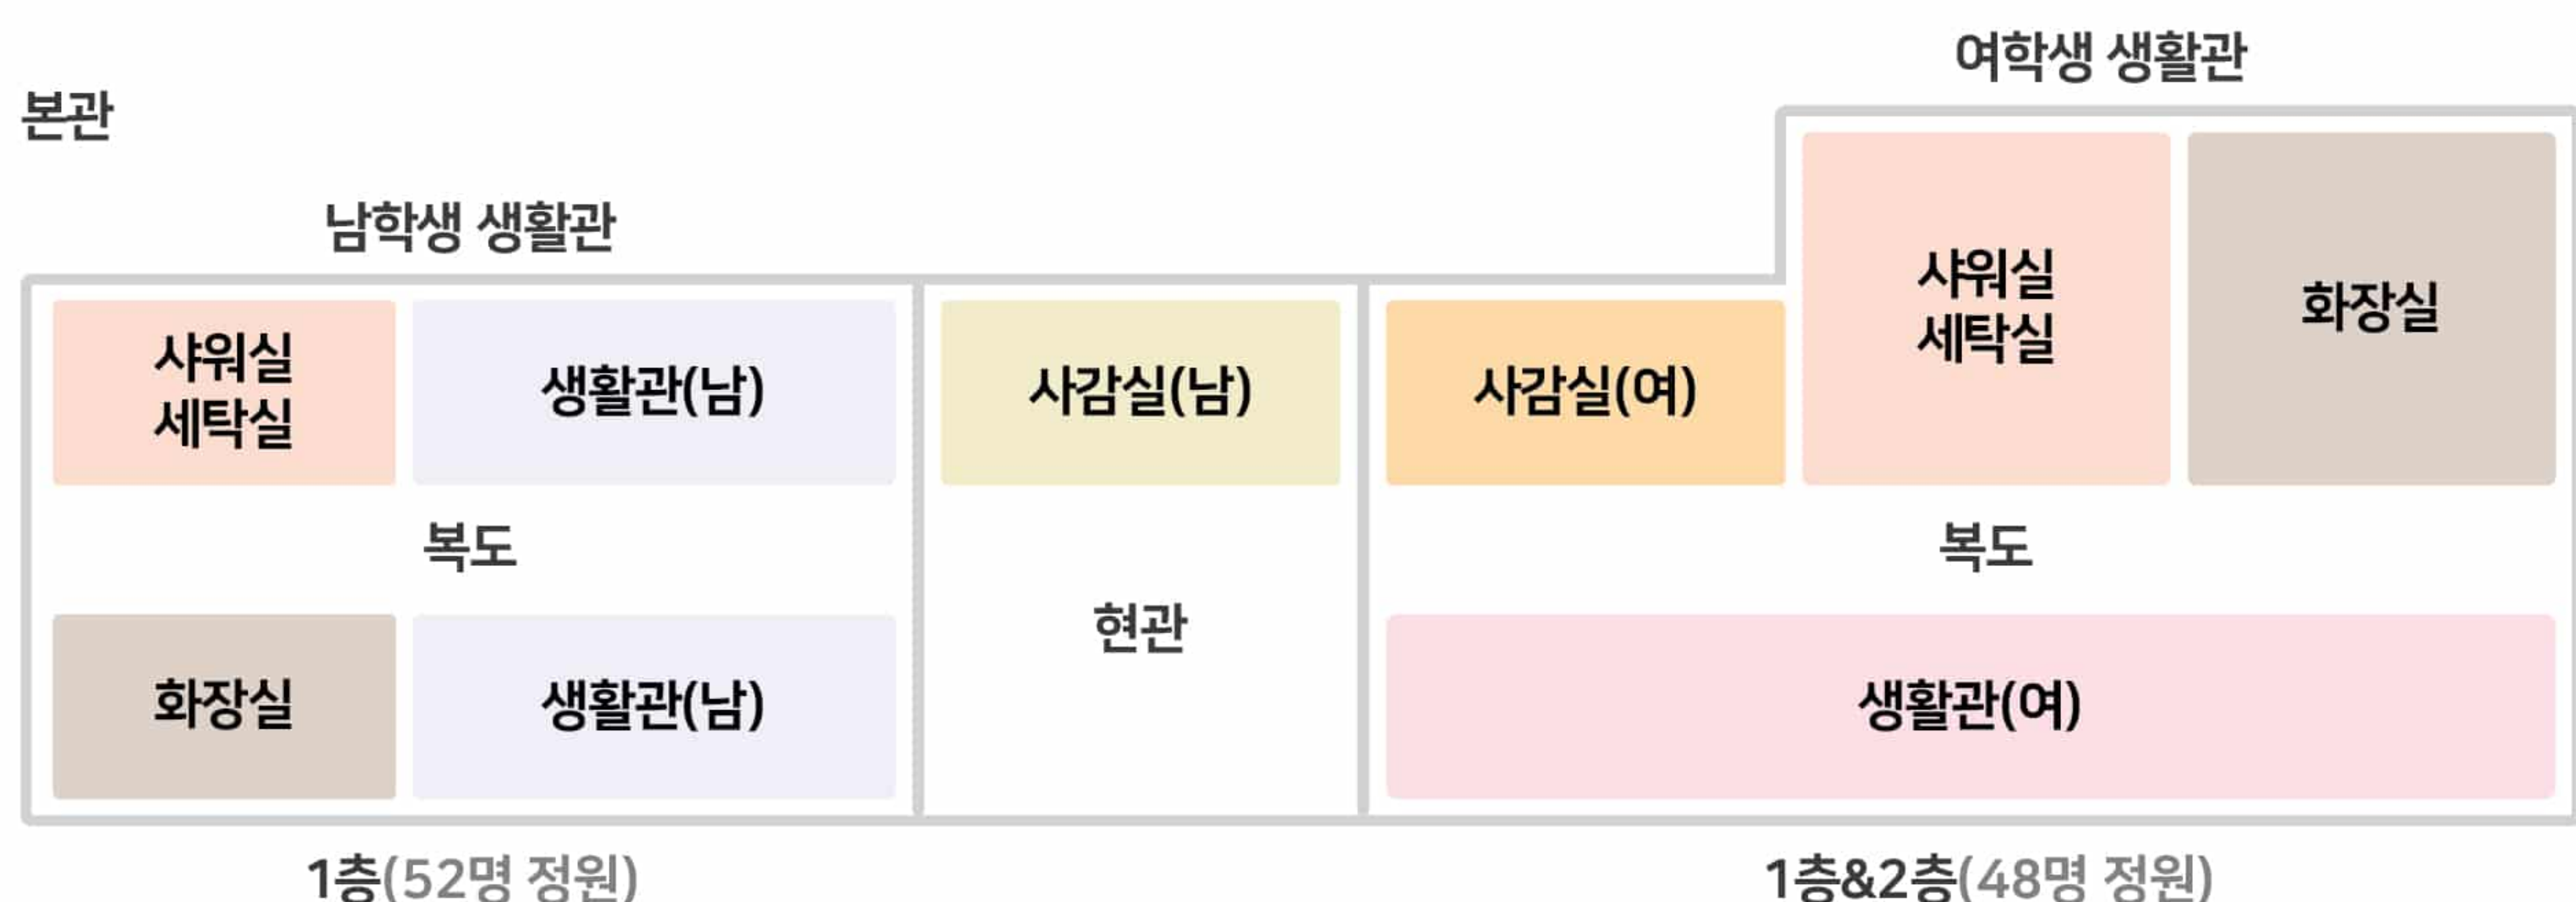 여학생 생활관
본관
남학생 생활관
샤워실
세탁실
생활관(남)
사감실(남)
사감실(여)
샤워실
세탁실
화장실
복도
복도
현관
화장실
생활관(남)
생활관(여)
1층(52명 정원)
1층&2층(48명 정원)